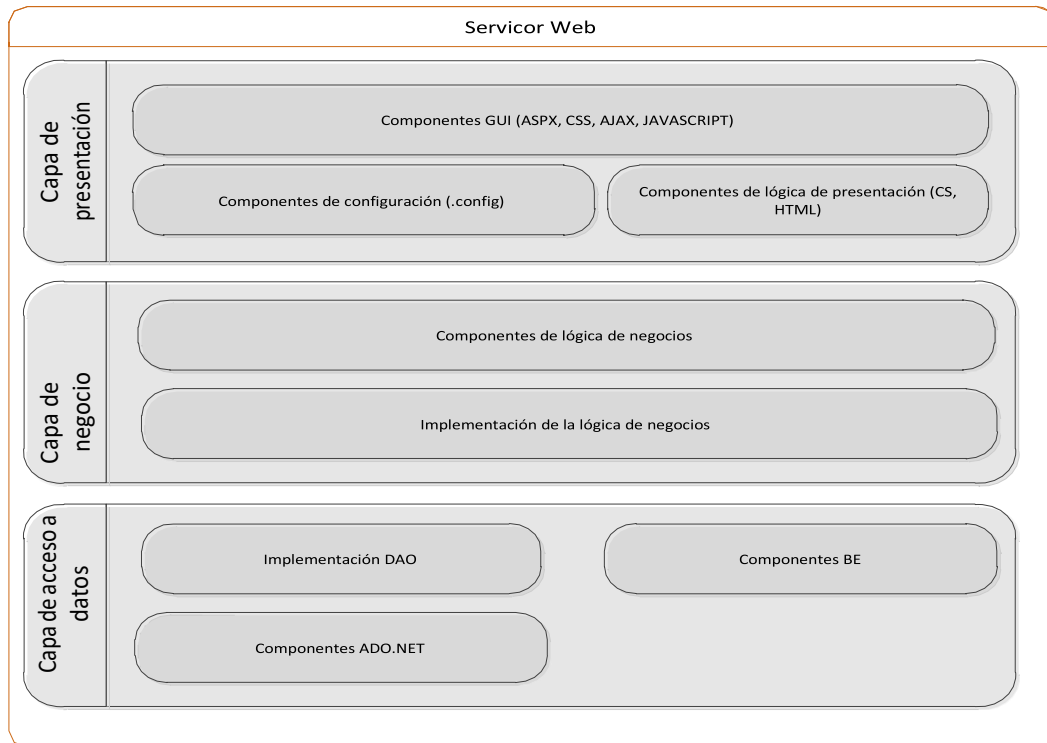 Servicor Web
Capa de
presentación
Componentes GUI (ASPX, CSS, AJAX, JAVASCRIPT)
Componentes de configuración (.config)
Componentes de lógica de presentación (CS,
HTML)
Capa de
negocio
Componentes de lógica de negocios
Implementación de la lógica de negocios
Capa de acceso a
datos
Implementación DAO
Componentes BE
Componentes ADO.NET